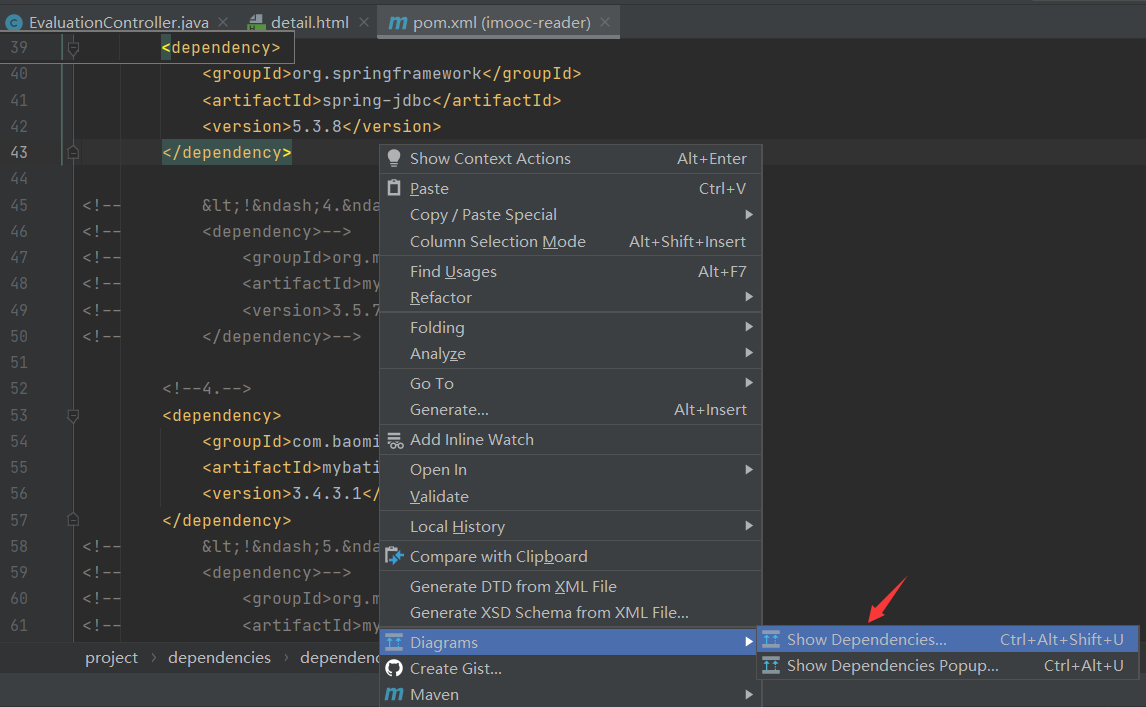 EvaluationController.java
detail.html
pom.xml (imooc-reader)
39 <dependency>
40 <groupId>org.springframework</groupId>
41 <artifactId>spring-jdbc</artifactId>
42 <version>5.3.8</version>
43 </dependency>
44
45 <!-- &lt;!&ndash;4.&nda
46 <!-- <dependency>-->
47 <!-- <groupId>org.m
48 <!-- <artifactId>my
49 <!-- <version>3.5.7
50 <!-- </dependency>-->
51
52 <!--4.-->
53 <dependency>
54 <groupId>com.baomi
55 <artifactId>mybati
56 <version>3.4.3.1</
57 </dependency>
58 <!-- &lt;!&ndash;5.&nda
59 <!-- <dependency>-->
60 <!-- <groupId>org.m
61 <!-- <artifactId>my
project > dependencies > dependenc
Show Context Actions Alt+Enter
Paste Ctrl+V
Copy / Paste Special
Column Selection Mode Alt+Shift+Insert
Find Usages Alt+F7
Refactor
Folding
Analyze
Go To
Generate... Alt+Insert
Add Inline Watch
Open In
Validate
Local History
Compare with Clipboard
Generate DTD from XML File
Generate XSD Schema from XML File...
Diagrams
Create Gist...
Maven
Show Dependencies... Ctrl+Alt+Shift+U
Show Dependencies Popup... Ctrl+Alt+U